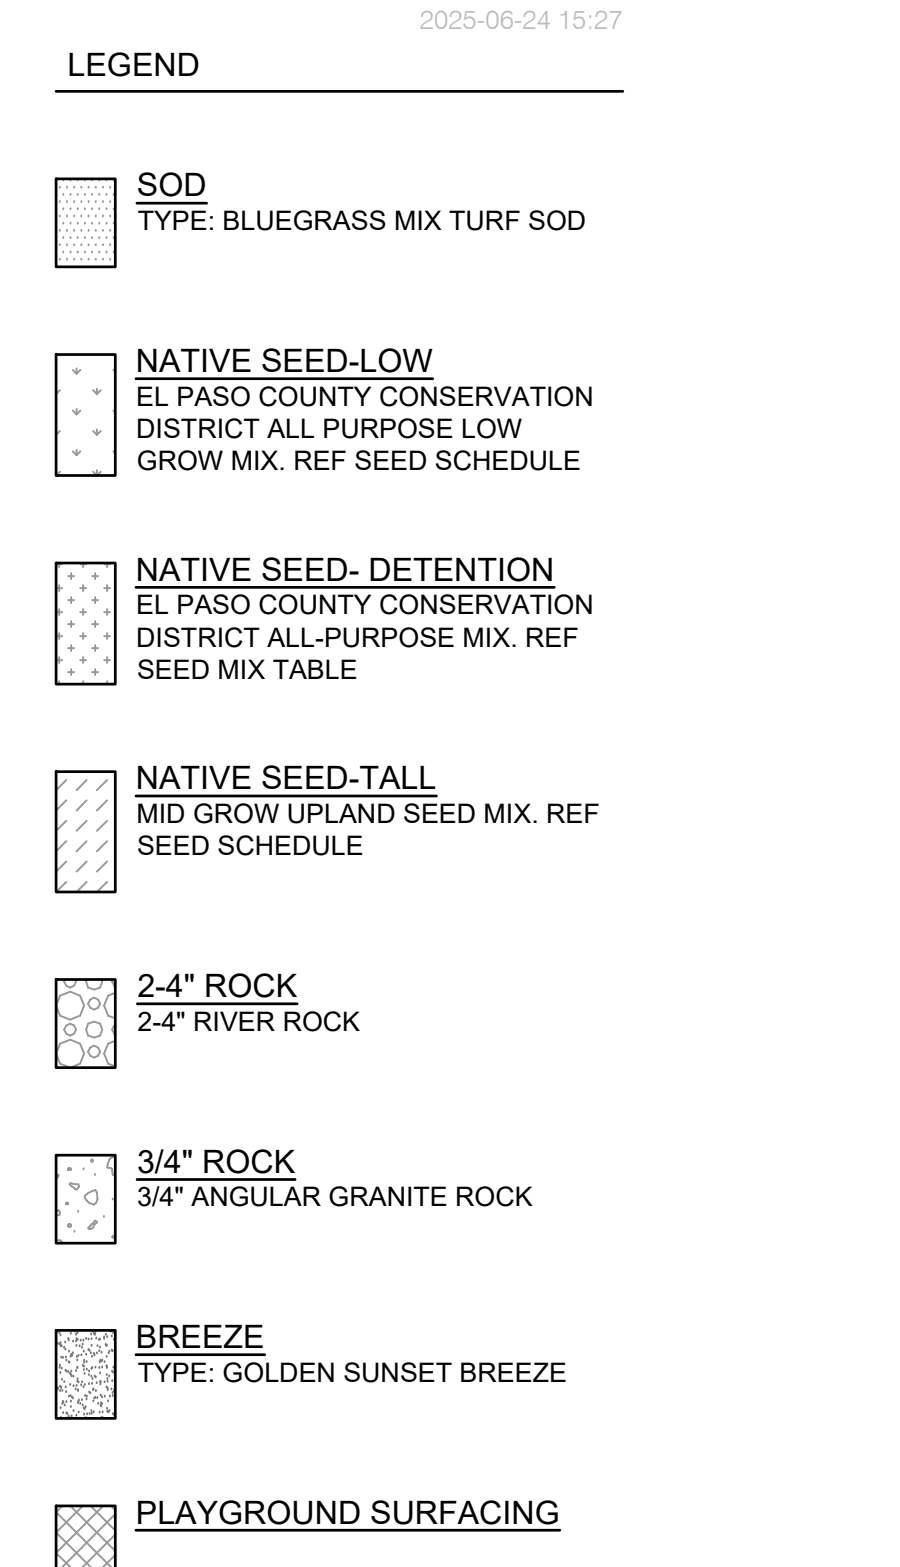 2025-06-24 15:27
LEGEND
SOD
TYPE: BLUEGRASS MIX TURF SOD
NATIVE SEED-LOW
EL PASO COUNTY CONSERVATION
DISTRICT ALL PURPOSE LOW
GROW MIX. REF SEED SCHEDULE
NATIVE SEED- DETENTION
EL PASO COUNTY CONSERVATION
DISTRICT ALL-PURPOSE MIX. REF
SEED MIX TABLE
NATIVE SEED-TALL
MID GROW UPLAND SEED MIX. REF
SEED SCHEDULE
2-4" ROCK
2-4" RIVER ROCK
3/4" ROCK
3/4" ANGULAR GRANITE ROCK
BREEZE
TYPE: GOLDEN SUNSET BREEZE
PLAYGROUND SURFACING